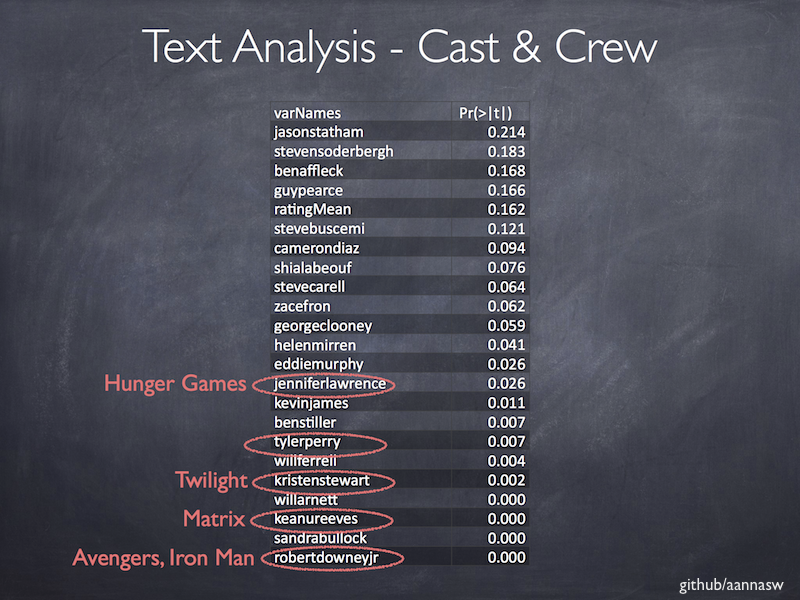 Text Analysis - Cast & Crew
varNames Pr(>|t|)
jasonstatham 0.214
stevensoderbergh 0.183
benaffleck 0.168
guypearce 0.166
ratingMean 0.162
stevebuscemi 0.121
camerondiaz 0.094
shialabeouf 0.076
stevecarell 0.064
zacefron 0.062
georgeclooney 0.059
helenmirren 0.041
eddiemurphy 0.026
Hunger Games jenniferlawrence 0.026
kevinjames 0.011
benstiller 0.007
tylerperry 0.007
willferrell 0.004
Twilight kristenstewart 0.002
willarnett 0.000
Matrix keanureeves 0.000
sandrabullock 0.000
Avengers, Iron Man robertdowneyjr 0.000
github/aannasw